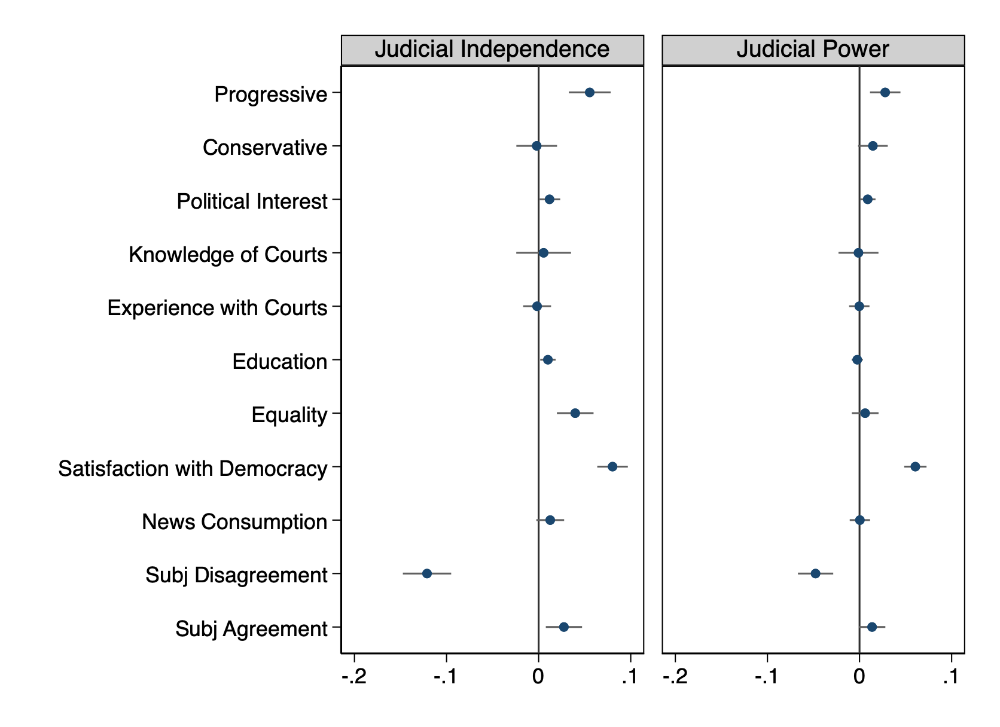 Judicial Independence
Judicial Power
Progressive
Conservative
Political Interest
Knowledge of Courts
Experience with Courts
Education
Equality
Satisfaction with Democracy
News Consumption
Subj Disagreement
Subj Agreement
-.2 -.1 0 .1
-.2 -.1 0 .1